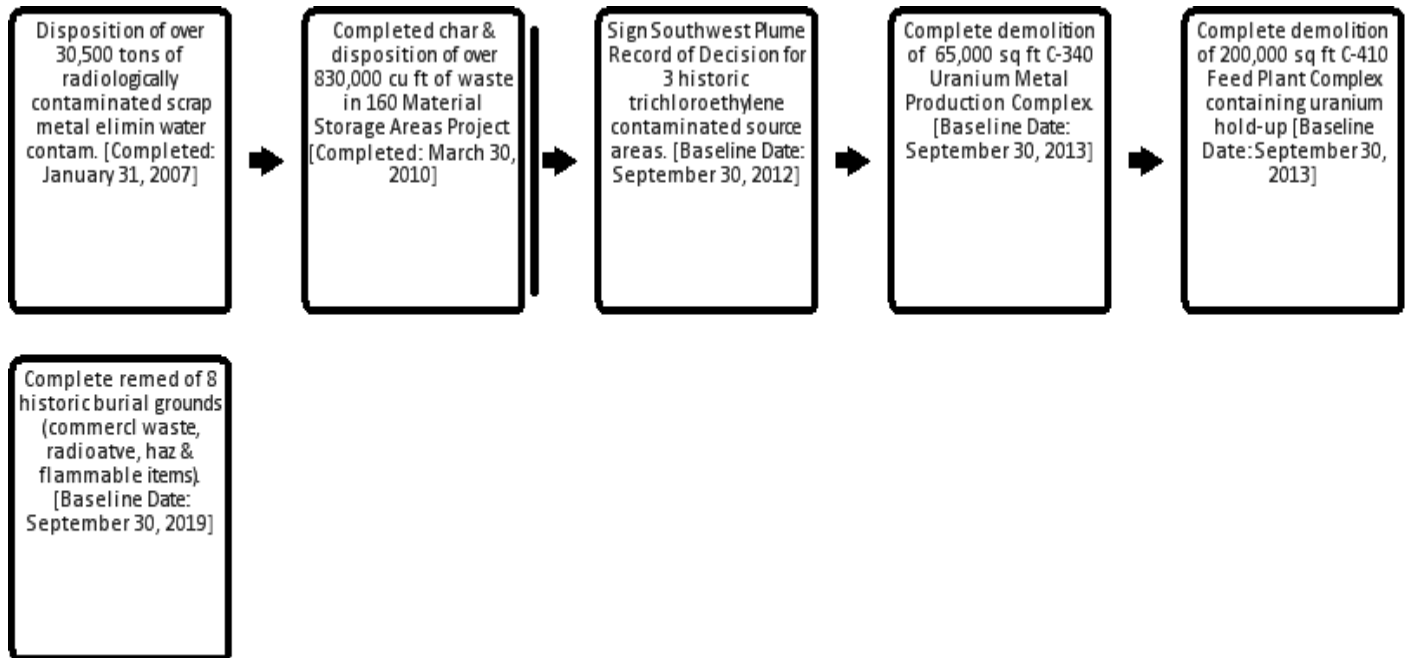 Disposition of over
30,500 tons of
radiologically
contaminated scrap
metal elimin water
contam. [Completed:
January 31, 2007]
Completed char &
disposition of over
830,000 cu ft of waste
in 160 Material
Storage Areas Project
[Completed: March 30,
2010]
Sign Southwest Plume
Record of Decision for
3 historic
trichloroethylene
contaminated source
areas. [Baseline Date:
September 30, 2012]
Complete demolition
of 65,000 sq ft C-340
Uranium Metal
Production Complex.
[Baseline Date:
September 30, 2013]
Complete demolition
of 200,000 sq ft C-410
Feed Plant Complex
containing uranium
hold-up [Baseline
Date: September 30,
2013]
Complete remed of 8
historic burial grounds
(commercl waste,
radioatve, haz &
flammable items).
[Baseline Date:
September 30, 2019]